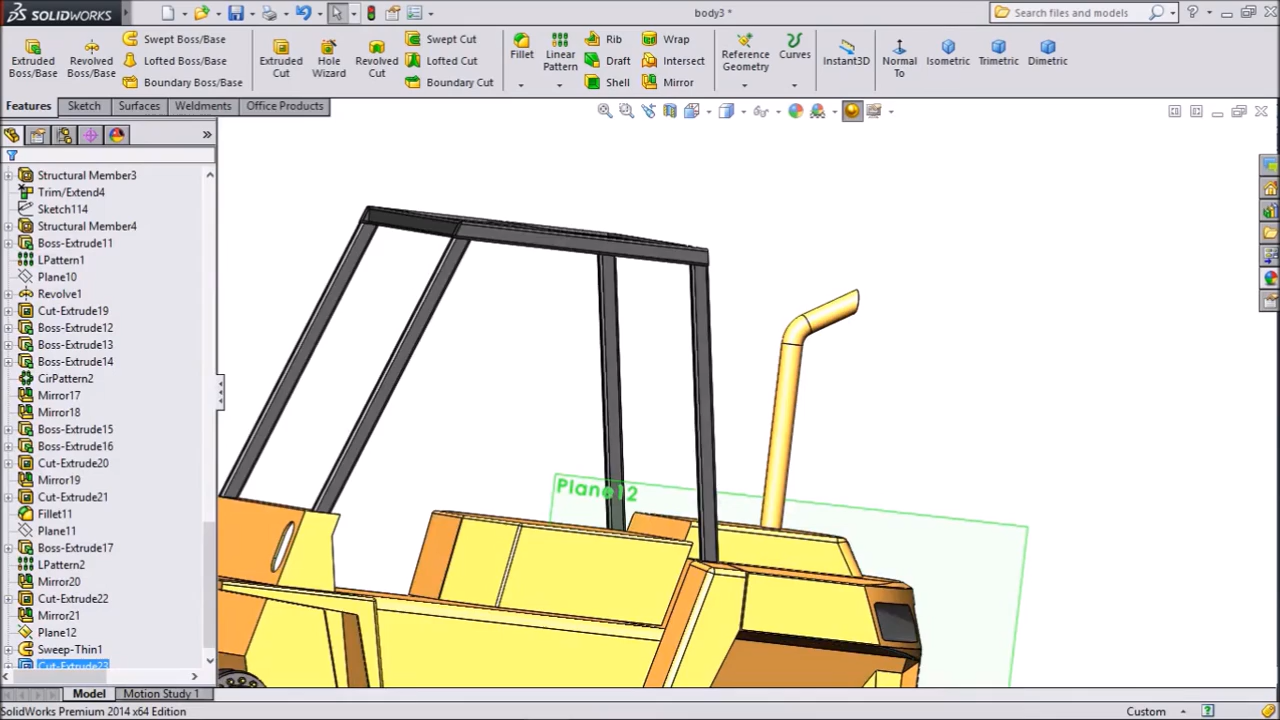 SOLIDWORKS
body3 *
Search files and models
Extruded Boss/Base
Revolved Boss/Base
Swept Boss/Base
Lofted Boss/Base
Boundary Boss/Base
Extruded Cut
Hole Wizard
Revolved Cut
Swept Cut
Lofted Cut
Boundary Cut
Fillet
Linear Pattern
Rib
Draft
Shell
Wrap
Intersect
Mirror
Reference Geometry
Curves
Instant3D
Normal To
Isometric
Trimetric
Dimetric
Features
Sketch
Surfaces
Weldments
Office Products
Structural Member3
Trim/Extend4
Sketch114
Structural Member4
Boss-Extrude11
LPattern1
Plane10
Revolve1
Cut-Extrude19
Boss-Extrude12
Boss-Extrude13
Boss-Extrude14
CirPattern2
Mirror17
Mirror18
Boss-Extrude15
Boss-Extrude16
Cut-Extrude20
Mirror19
Cut-Extrude21
Fillet11
Plane11
Boss-Extrude17
LPattern2
Mirror20
Cut-Extrude22
Mirror21
Plane12
Sweep-Thin1
Cut-Extrude23
Plane12
Model
Motion Study 1
SolidWorks Premium 2014 x64 Edition
Custom